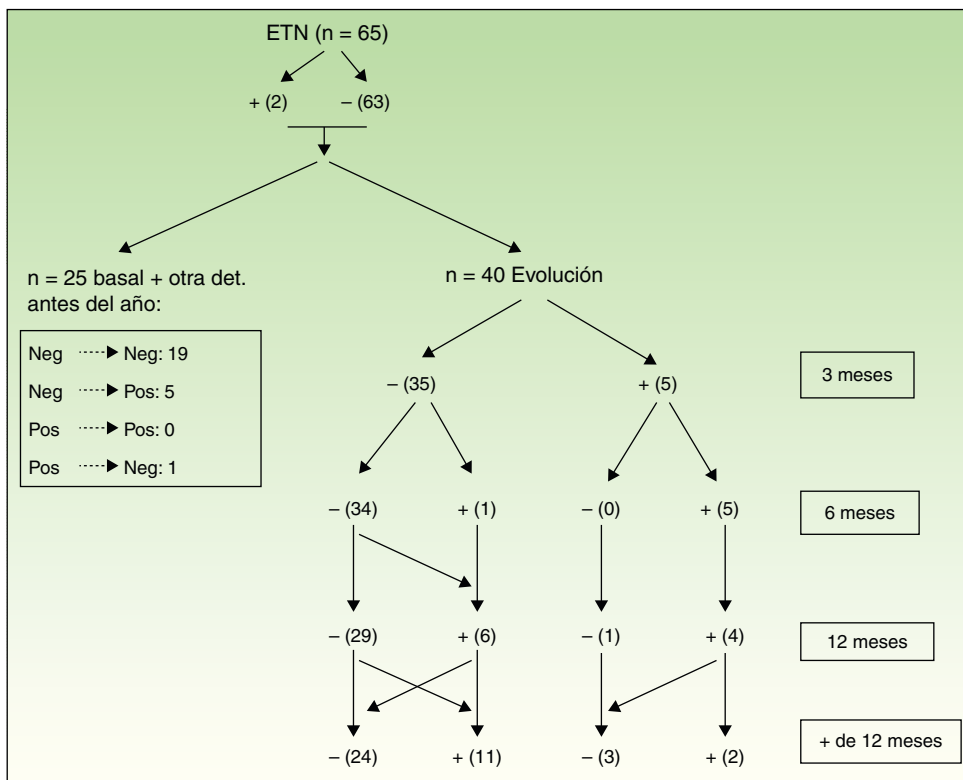 ETN (n = 65)
+ (2) – (63)
n = 25 basal + otra det.
antes del año:
Neg Neg: 19
Neg Pos: 5
Pos Pos: 0
Pos Neg: 1
n = 40 Evolución
– (35) + (5) 3 meses
– (34) + (1) – (0) + (5) 6 meses
– (29) + (6) – (1) + (4) 12 meses
– (24) + (11) – (3) + (2) + de 12 meses